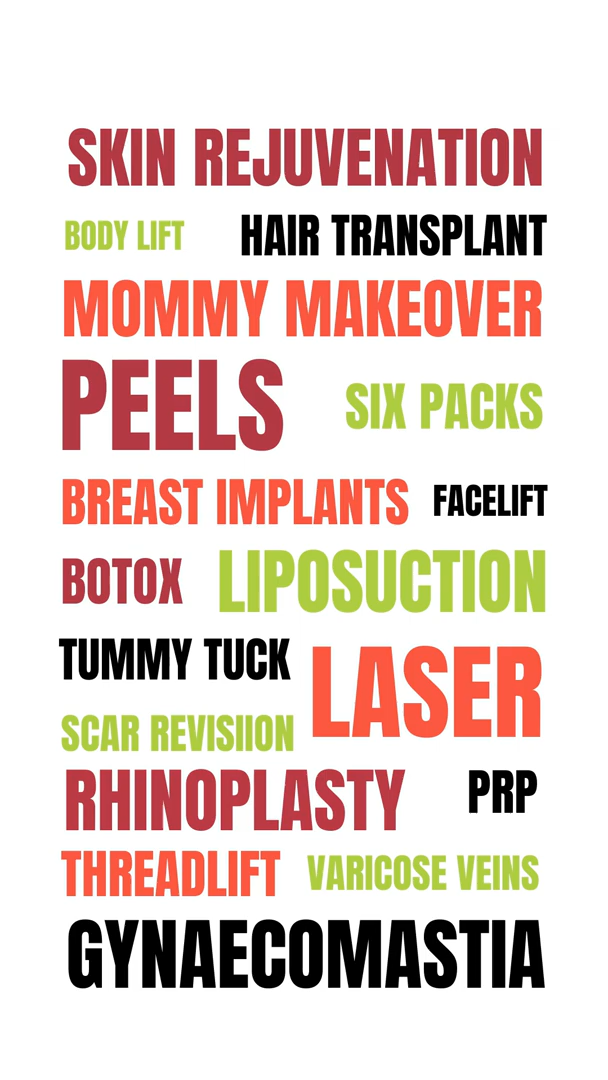 SKIN REJUVENATION
BODY LIFT HAIR TRANSPLANT
MOMMY MAKEOVER
PEELS SIX PACKS
BREAST IMPLANTS FACELIFT
BOTOX LIPOSUCTION
TUMMY TUCK LASER
SCAR REVISIION
RHINOPLASTY PRP
THREADLIFT VARICOSE VEINS
GYNAECOMASTIA